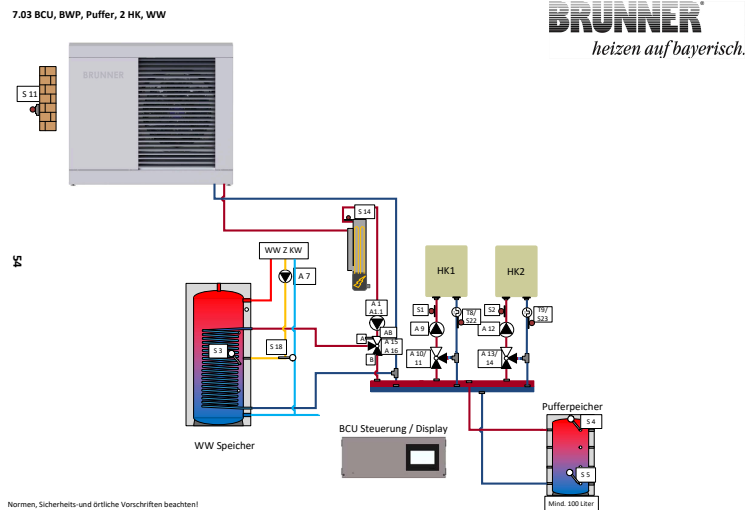 7.03 BCU, BWP, Puffer, 2 HK, WW
BRUNNER®
heizen auf bayerisch.
BRUNNER
S 11
S 14
WW Z KW
A 7
HK1
HK2
A 1
A1.1
S1
T8/
S22
S2
T9/
S23
A 9
A 12
AB
A
A 15
A 16
B
A 10/
11
A 13/
14
S 3
S 18
54
WW Speicher
BCU Steuerung / Display
Pufferpeicher
S 4
S 5
Mind. 100 Liter
Normen, Sicherheits-und örtliche Vorschriften beachten!